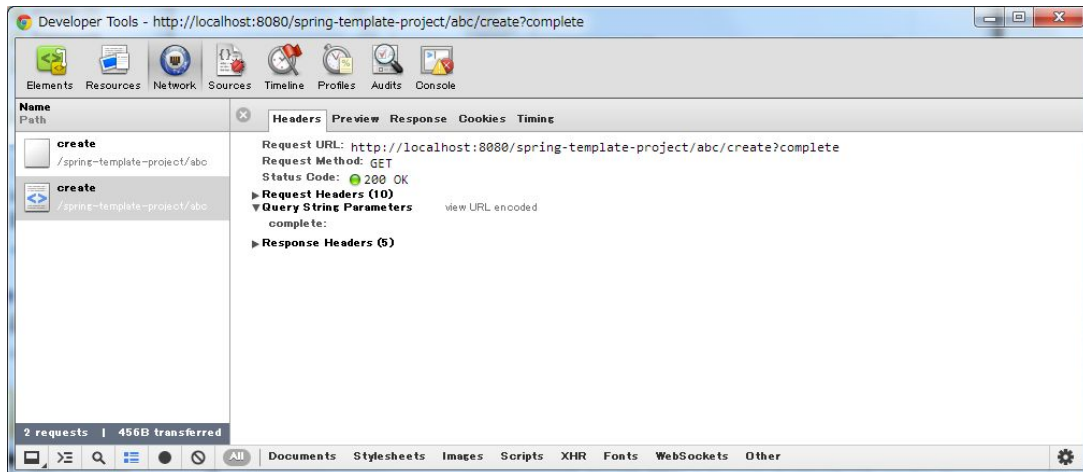 Developer Tools - http://localhost:8080/spring-template-project/abc/create?complete
Elements Resources Network Sources Timeline Profiles Audits Console
Name
Path
Headers Preview Response Cookies Timing
create
/spring-template-project/abc
create
/spring-template-project/abc
Request URL: http://localhost:8080/spring-template-project/abc/create?complete
Request Method: GET
Status Code: 200 OK
Request Headers (10)
Query String Parameters view URL encoded
complete:
Response Headers (5)
2 requests | 456B transferred
All Documents Stylesheets Images Scripts XHR Fonts WebSockets Other